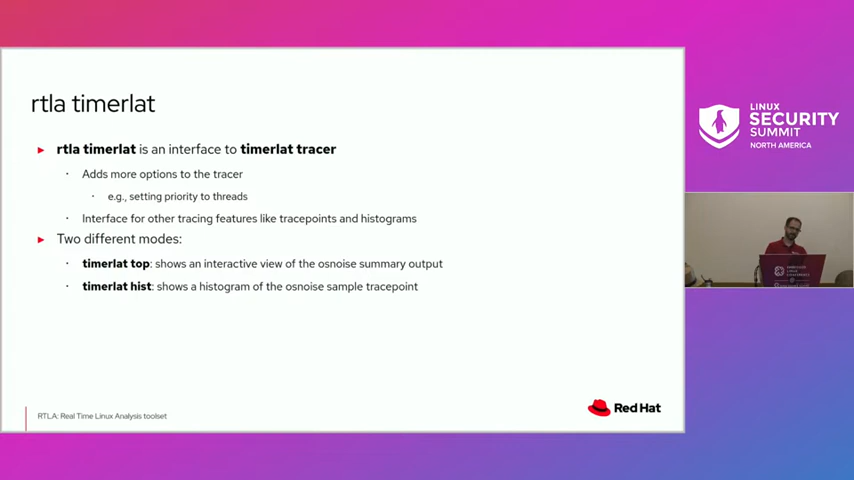 rtla timerlat
rtla timerlat is an interface to timerlat tracer
Adds more options to the tracer
e.g., setting priority to threads
Interface for other tracing features like tracepoints and histograms
Two different modes:
timerlat top: shows an interactive view of the osnoise summary output
timerlat hist: shows a histogram of the osnoise sample tracepoint
RTLA: Real Time Linux Analysis toolset
Red Hat
LINUX
SECURITY
SUMMIT
NORTH AMERICA